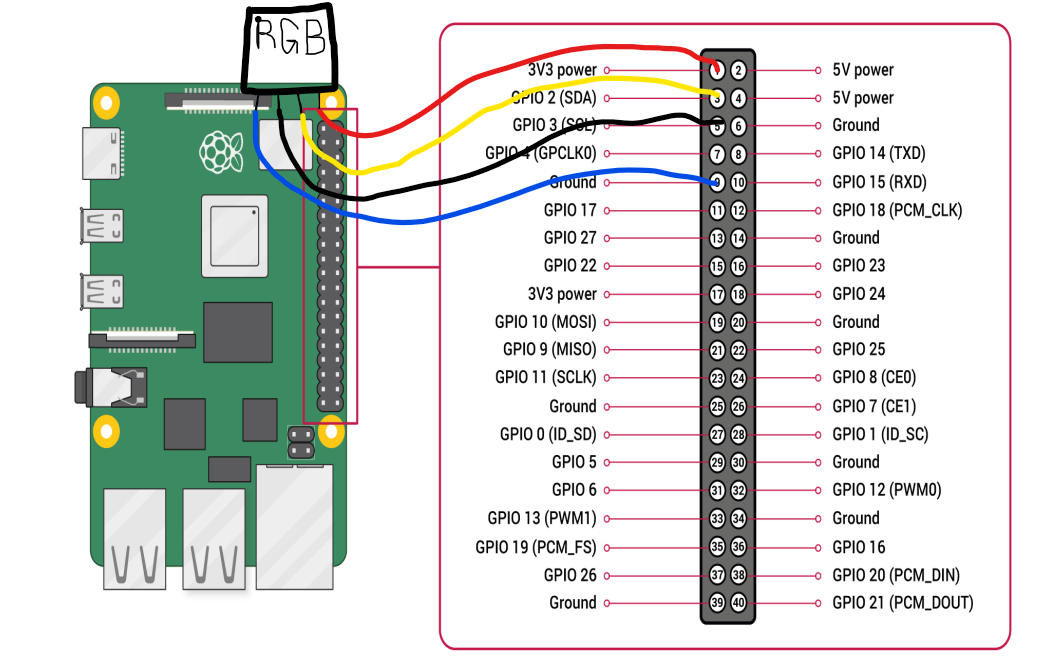 RGB
3V3 power 1 2 5V power
GPIO 2 (SDA) 3 4 5V power
GPIO 3 (SCL) 5 6 Ground
GPIO 4 (GPCLK0) 7 8 GPIO 14 (TXD)
Ground 9 10 GPIO 15 (RXD)
GPIO 17 11 12 GPIO 18 (PCM_CLK)
GPIO 27 13 14 Ground
GPIO 22 15 16 GPIO 23
3V3 power 17 18 GPIO 24
GPIO 10 (MOSI) 19 20 Ground
GPIO 9 (MISO) 21 22 GPIO 25
GPIO 11 (SCLK) 23 24 GPIO 8 (CE0)
Ground 25 26 GPIO 7 (CE1)
GPIO 0 (ID_SD) 27 28 GPIO 1 (ID_SC)
GPIO 5 29 30 Ground
GPIO 6 31 32 GPIO 12 (PWM0)
GPIO 13 (PWM1) 33 34 Ground
GPIO 19 (PCM_FS) 35 36 GPIO 16
GPIO 26 37 38 GPIO 20 (PCM_DIN)
Ground 39 40 GPIO 21 (PCM_DOUT)